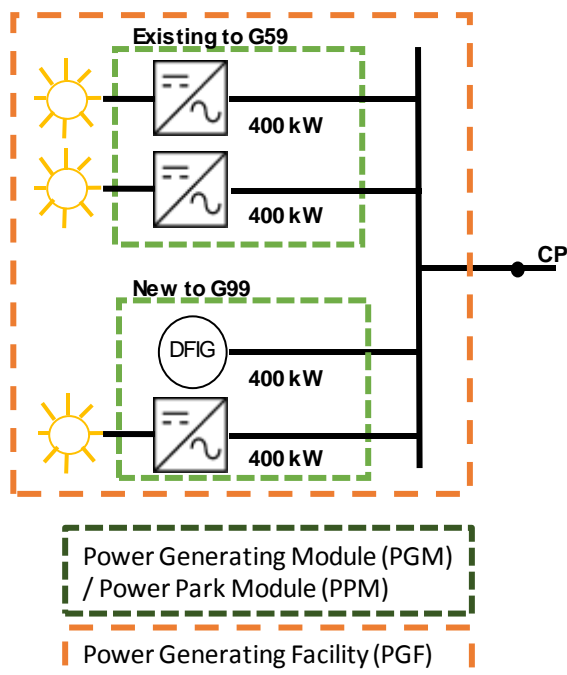 Existing to G59
400 kW
400 kW
CP
New to G99
DFIG
400 kW
400 kW
Power Generating Module (PGM)
/ Power Park Module (PPM)
Power Generating Facility (PGF)